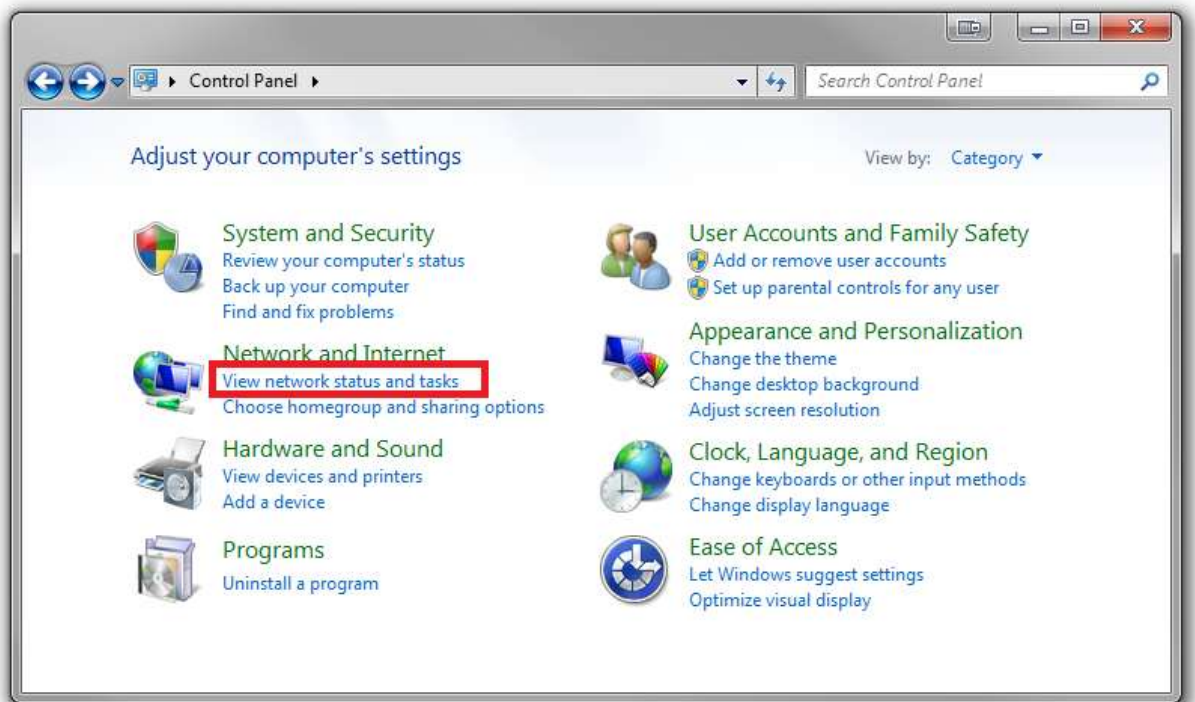 Control Panel
Search Control Panel
Adjust your computer's settings
View by: Category
System and Security
Review your computer's status
Back up your computer
Find and fix problems
Network and Internet
View network status and tasks
Choose homegroup and sharing options
Hardware and Sound
View devices and printers
Add a device
Programs
Uninstall a program
User Accounts and Family Safety
Add or remove user accounts
Set up parental controls for any user
Appearance and Personalization
Change the theme
Change desktop background
Adjust screen resolution
Clock, Language, and Region
Change keyboards or other input methods
Change display language
Ease of Access
Let Windows suggest settings
Optimize visual display